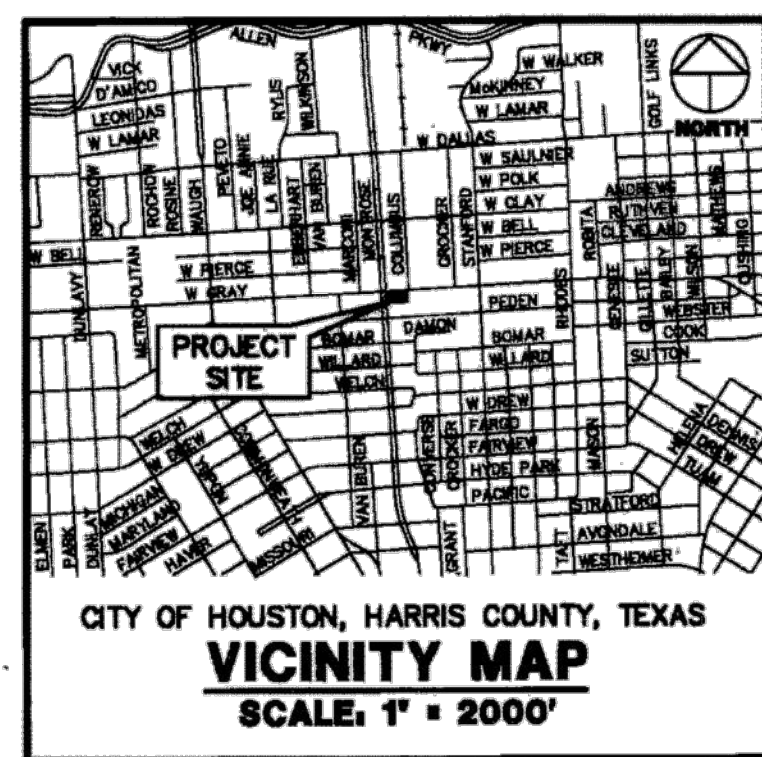 ALLEN
PKWY
VICK
D'AMICO
LEONIDAS
W LAMAR
RYLIS
WILKINSON
W WALKER
McKINNEY
W LAMAR
GOLF LINKS
NORTH
W DALLAS
PEVETO
JOE ANNIE
LA RUE
ROCHOW
ROSINE
WAUGH
EBERHART
VAN BUREN
MARCONI
MONTROSE
COLUMBUS
CROCKER
STANFORD
W SAULNIER
W POLK
W CLAY
W BELL
W PIERCE
ANDREWS
RUTHVEN
CLEVELAND
ROBITA
MATHEWS
W BELL
DUNLAVY
METROPOLITAN
W PIERCE
W GRAY
RHODES
GENESEE
GILLETTE
BAILEY
WILSON
CUSHING
PEDEN
WEBSTER
COOK
SUTTON
DAMON
BOMAR
BOMAR
WILLARD
WILLARD
WELCH
PROJECT
SITE
W DREW
FARGO
FAIRVIEW
HYDE PARK
PACIFIC
CONVERSE
CROCKER
MASON
HELENA
DENNIS
DREW
TUAM
WELCH
W DREW
COMMONWEALTH
VAN BUREN
MICHIGAN
MARYLAND
FAIRVIEW
HAVER
MISSOURI
ELMEN
PARK
DUNLAY
GRANT
TAFT
STRATFORD
AVONDALE
WESTHEIMER
CITY OF HOUSTON, HARRIS COUNTY, TEXAS
VICINITY MAP
SCALE: 1" = 2000'